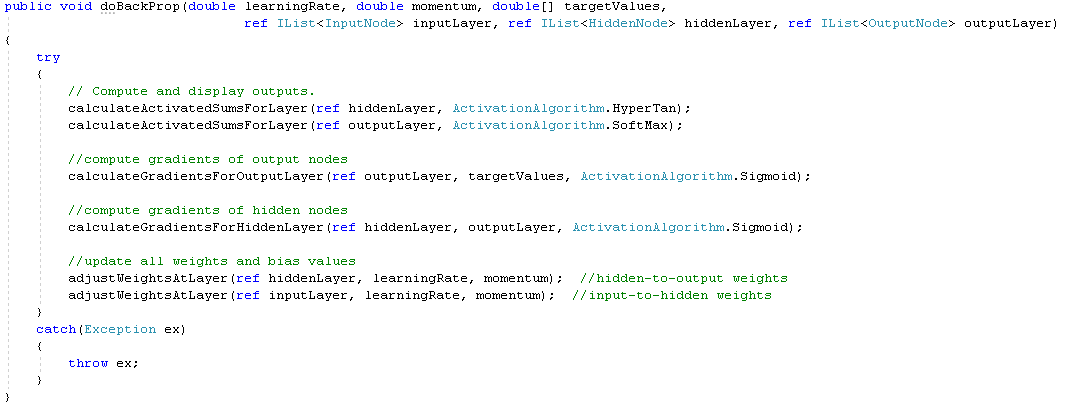 public void doBackProp(double learningRate, double momentum, double[] targetValues,
ref IList<InputNode> inputLayer, ref IList<HiddenNode> hiddenLayer, ref IList<OutputNode> outputLayer)
{
try
{
// Compute and display outputs.
calculateActivatedSumsForLayer(ref hiddenLayer, ActivationAlgorithm.HyperTan);
calculateActivatedSumsForLayer(ref outputLayer, ActivationAlgorithm.SoftMax);
//compute gradients of output nodes
calculateGradientsForOutputLayer(ref outputLayer, targetValues, ActivationAlgorithm.Sigmoid);
//compute gradients of hidden nodes
calculateGradientsForHiddenLayer(ref hiddenLayer, outputLayer, ActivationAlgorithm.Sigmoid);
//update all weights and bias values
adjustWeightsAtLayer(ref hiddenLayer, learningRate, momentum);  //hidden-to-output weights
adjustWeightsAtLayer(ref inputLayer, learningRate, momentum);  //input-to-hidden weights
}
catch(Exception ex)
{
throw ex;
}
}